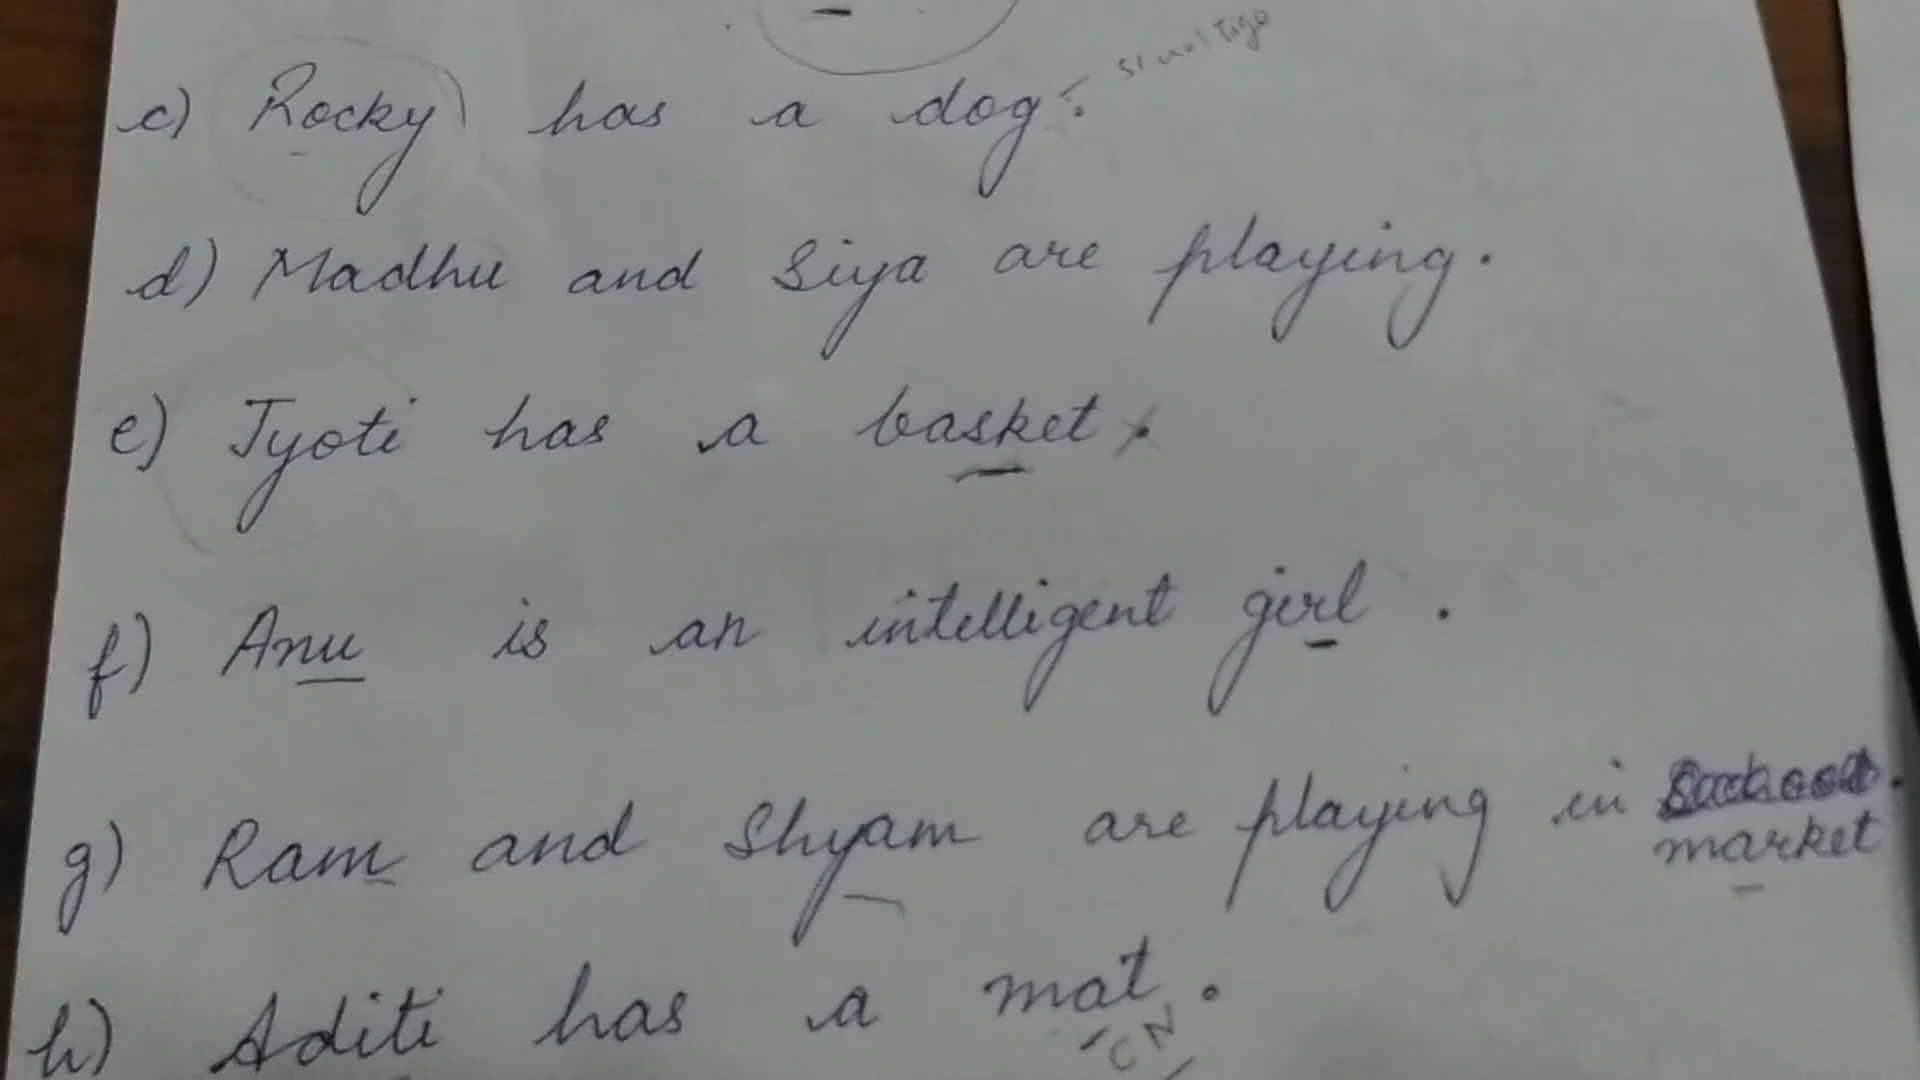 c) Rocky has a dog.
d) Madhu and Siya are playing.
e) Jyoti has a basket.
f) Anu is an intelligent girl.
g) Ram and Shyam are playing in
market
h) Aditi has a mat.
CN